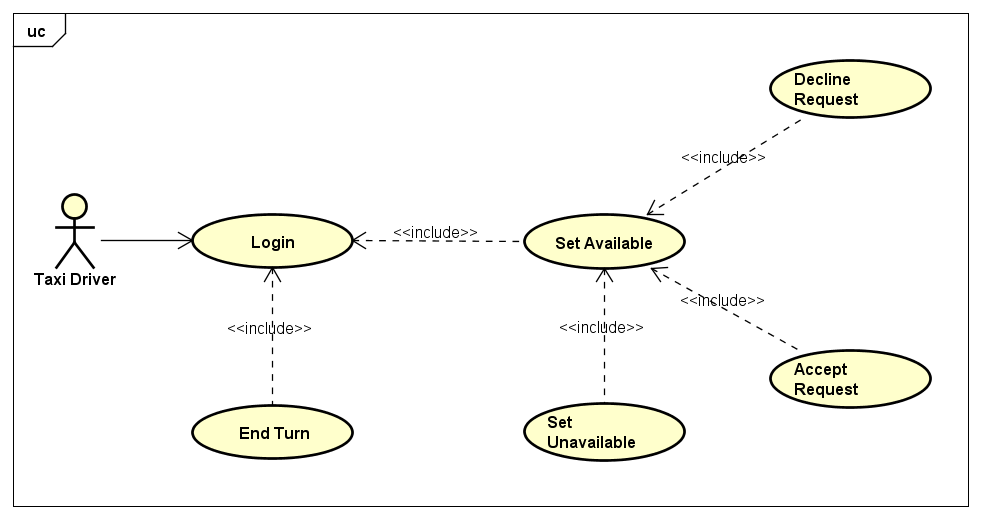 uc
Decline
Request
<<include>>
<<include>>
Login
Set Available
Taxi Driver
<<include>>
<<include>>
<<include>>
Accept
Request
Set
Unavailable
End Turn